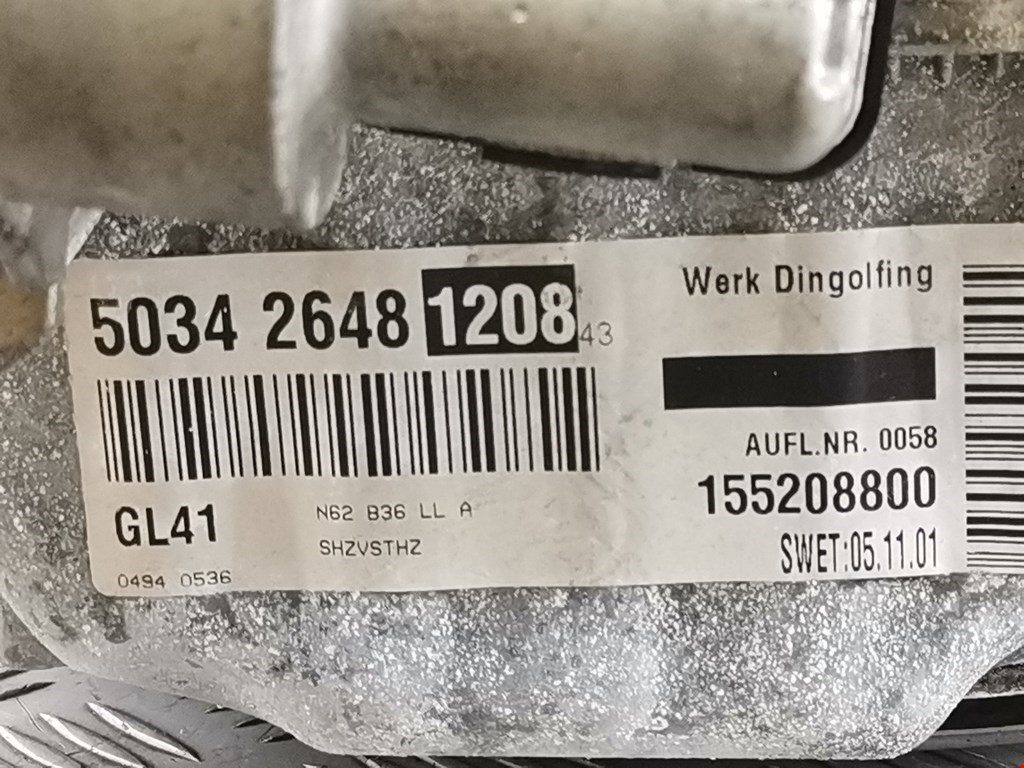 5034 2648 1208 43
Werk Dingolfing
AUFL.NR. 0058
155208800
SWET:05.11.01
GL41
N62 B36 LL A
SHZVSTHZ
0494 0536